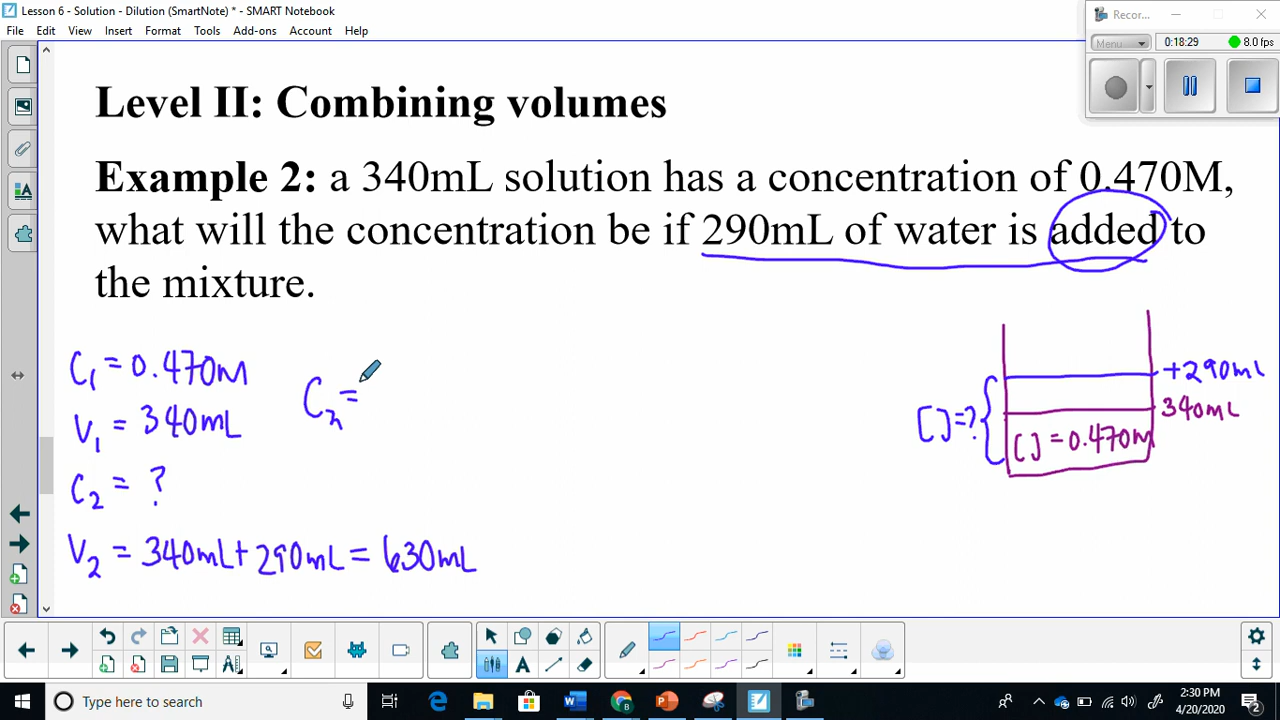 Lesson 6 - Solution - Dilution (SmartNote) * - SMART Notebook
Recor...
File Edit View Insert Format Tools Add-ons Account Help
Menu 0:18:29 8.0 fps
Level II: Combining volumes
Example 2: a 340mL solution has a concentration of 0.470M,
what will the concentration be if 290mL of water is added to
the mixture.
C₁ = 0.470M
V₁ = 340mL
C₂ = ?
V₂ = 340mL + 290mL = 630mL
C₂ =
+290mL
340mL
[ ] = ?
[ ] = 0.470M
A
Type here to search
2:30 PM
4/20/2020
2